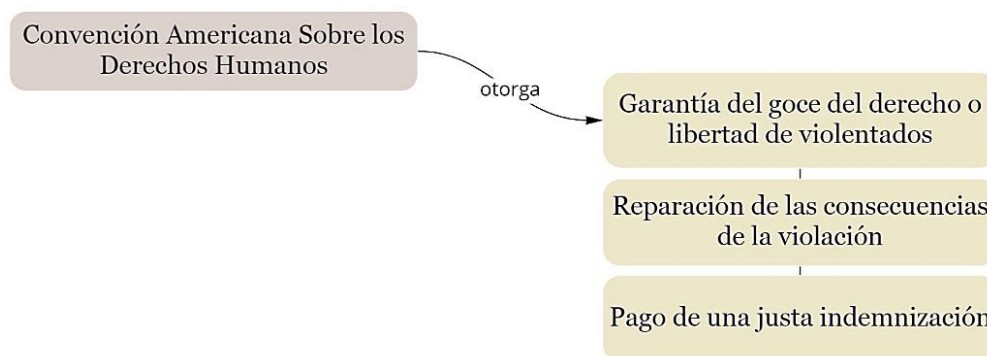 Convención Americana Sobre los
Derechos Humanos
otorga
Garantía del goce del derecho o
libertad de violentados
Reparación de las consecuencias
de la violación
Pago de una justa indemnización